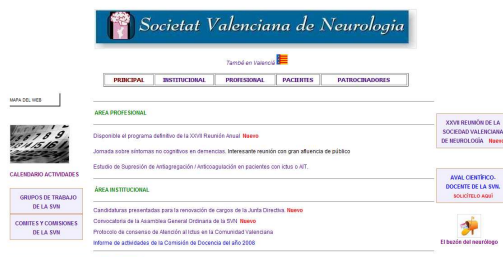 Societat Valenciana de Neurologia
També en Valencià
PRINCIPAL INSTITUCIONAL PROFESIONAL PACIENTES PATROCINADORES
MAPA DEL WEB
CALENDARIO ACTIVIDADES
GRUPOS DE TRABAJO
DE LA SVN
COMITES Y COMISIONES
DE LA SVN
AREA PROFESIONAL
Disponible el programa definitivo de la XXVII Reunión Anual Nuevo
Jornada sobre síntomas no cognitivos en demencias, Interesante reunión con gran afluencia de público
Estudio de Supresión de Antiagregación / Anticoagulación en pacientes con ictus o AIT.
ÁREA INSTITUCIONAL
Candidaturas presentadas para la renovación de cargos de la Junta Directiva Nuevo
Convocatoria de la Asamblea General Ordinaria de la SVN Nuevo
Protocolo de consenso de Atención al Ictus en la Comunidad Valenciana
Informe de actividades de la Comisión de Docencia del año 2008
XXVII REUNIÓN DE LA
SOCIEDAD VALENCIANA
DE NEUROLOGÍA Nuevo
AVAL CIENTÍFICO-
DOCENTE DE LA SVN.
SOLICÍTELO AQUÍ
El buzón del neurólogo